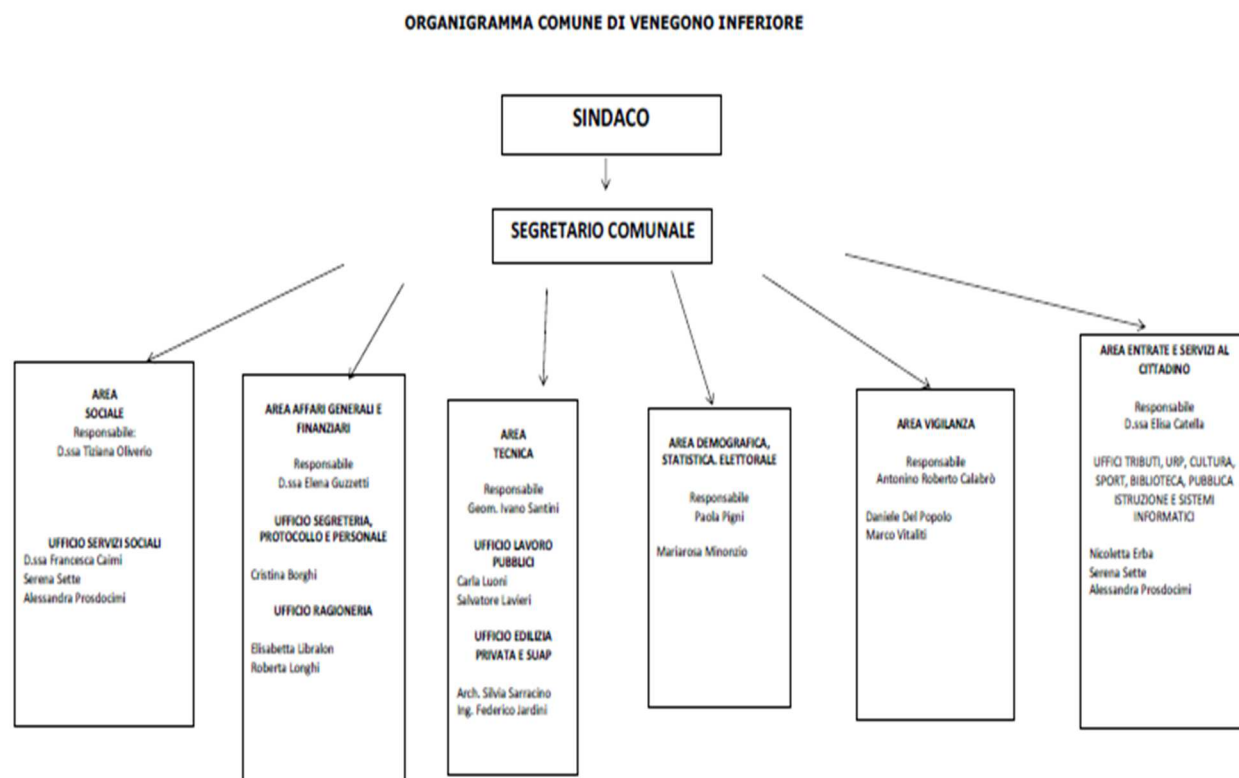 ORGANIGRAMMA COMUNE DI VENEGONO INFERIORE
SINDACO
SEGRETARIO COMUNALE
AREA
SOCIALE
Responsabile:
D.ssa Tiziana Oliverio
UFFICIO SERVIZI SOCIALI
D.ssa Francesca Caimi
Serena Sette
Alessandra Prosdocimi
AREA AFFARI GENERALI E
FINANZIARI
Responsabile
D.ssa Elena Guzzetti
UFFICIO SEGRETERIA,
PROTOCOLLO E PERSONALE
Cristina Borghi
UFFICIO RAGIONERIA
Elisabetta Libralon
Roberta Longhi
AREA
TECNICA
Responsabile
Geom. Ivano Santini
UFFICIO LAVORO
PUBBLICI
Carla Luoni
Salvatore Lavieri
UFFICIO EDILIZIA
PRIVATA E SUAP
Arch. Silvia Sarracino
Ing. Federico Jardini
AREA DEMOGRAFICA,
STATISTICA. ELETTORALE
Responsabile
Paola Pigni
Mariarosa Minonzio
AREA VIGILANZA
Responsabile
Antonino Roberto Calabrò
Daniele Del Popolo
Marco Vitaliti
AREA ENTRATE E SERVIZI AL
CITTADINO
Responsabile
D.ssa Elisa Catella
UFFICI TRIBUTI, URP, CULTURA,
SPORT, BIBLIOTECA, PUBBLICA
ISTRUZIONE E SISTEMI
INFORMATICI
Nicoletta Erba
Serena Sette
Alessandra Prosdocimi